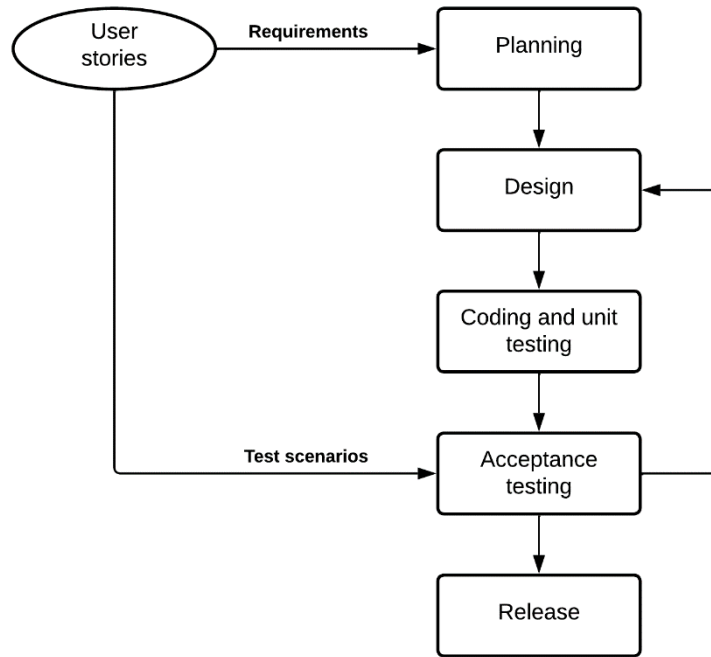 User
stories
Requirements
Planning
Design
Coding and unit
testing
Test scenarios
Acceptance
testing
Release